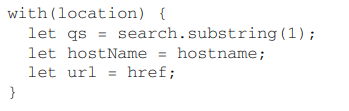 with(location) {
  let qs = search.substring(1);
  let hostName = hostname;
  let url = href;
}